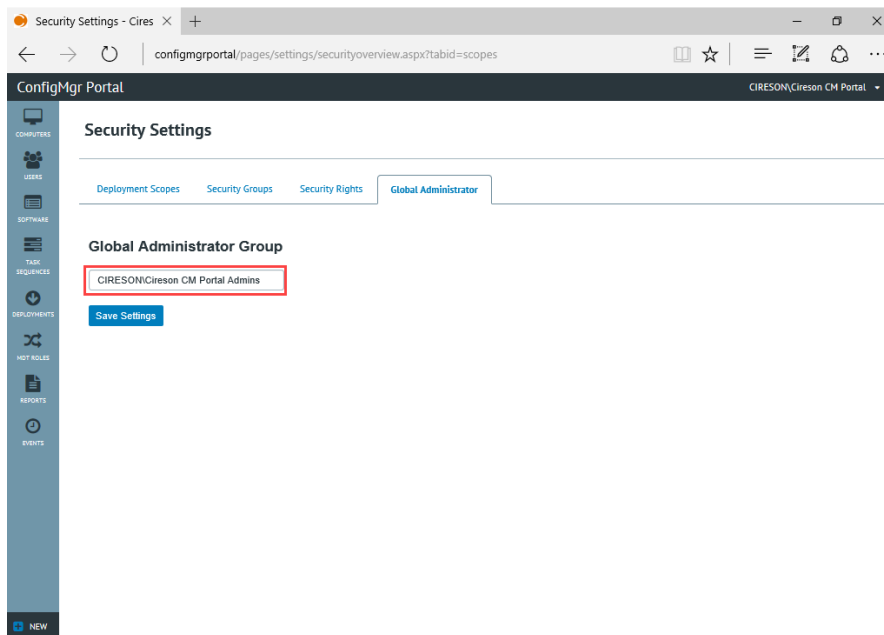 Security Settings - Cires
configmgrportal/pages/settings/securityoverview.aspx?tabid=scopes
ConfigMgr Portal
CIRESON\Cireson CM Portal
COMPUTERS
USERS
SOFTWARE
TASK
SEQUENCES
DEPLOYMENTS
MDT ROLES
REPORTS
EVENTS
NEW
Security Settings
Deployment Scopes Security Groups Security Rights Global Administrator
Global Administrator Group
CIRESON\Cireson CM Portal Admins
Save Settings